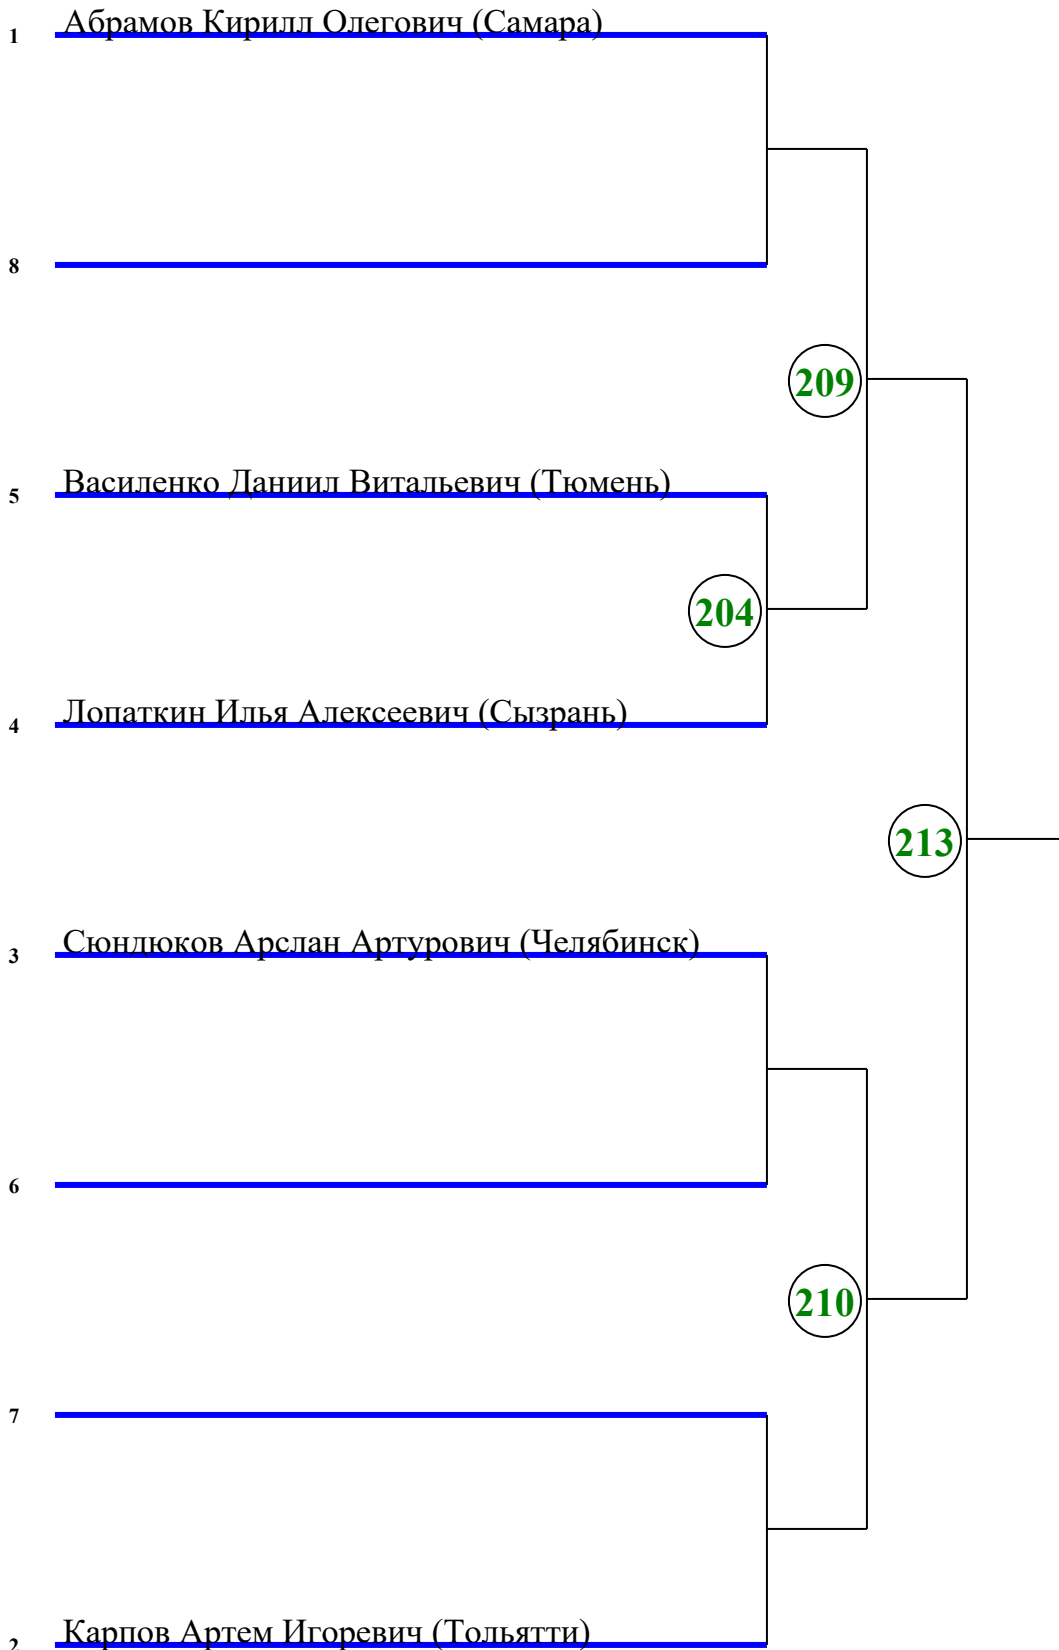 1 Абрамов Кирилл Олегович (Самара)
8
209
5 Василенко Даниил Витальевич (Тюмень)
204
4 Лопаткин Илья Алексеевич (Сызрань)
213
3 Сюндюков Арслан Артурович (Челябинск)
6
210
7
2 Карпов Артем Игоревич (Тольятти)